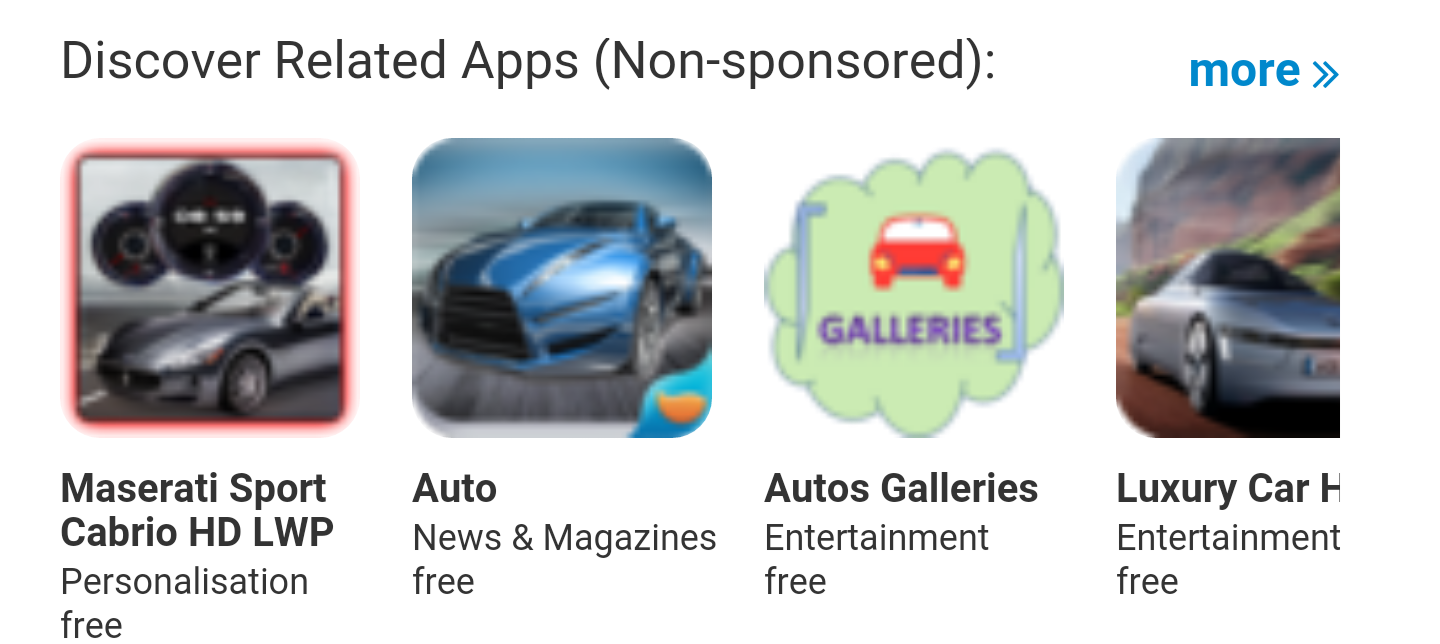 Discover Related Apps (Non-sponsored):
more »
GALLERIES
Maserati Sport
Cabrio HD LWP
Personalisation
free
Auto
News & Magazines
free
Autos Galleries
Entertainment
free
Luxury Car
Entertainment
free